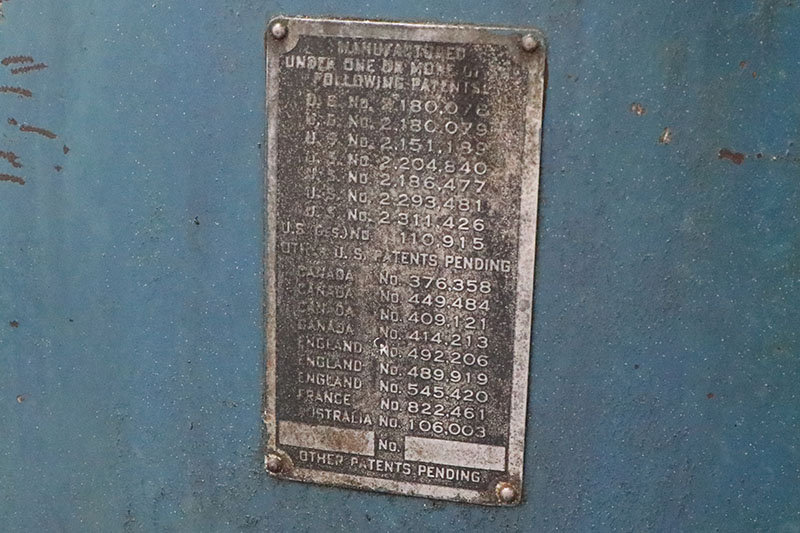 MANUFACTURED
UNDER ONE OR MORE OF
FOLLOWING PATENTS:
U.S. NO. 2,180,078
U.S. NO. 2,180,079
U.S. NO. 2,151,189
U.S. NO. 2,204,840
U.S. NO. 2,186,477
U.S. NO. 2,293,481
U.S. NO. 2,311,426
U.S. (DES.) NO. 110,915
OTHER U.S. PATENTS PENDING
CANADA NO. 376,358
CANADA NO. 449,484
CANADA NO. 409,121
CANADA NO. 414,213
ENGLAND NO. 492,206
ENGLAND NO. 489,919
ENGLAND NO. 545,420
FRANCE NO. 822,461
AUSTRALIA NO. 106,003
NO.
OTHER PATENTS PENDING